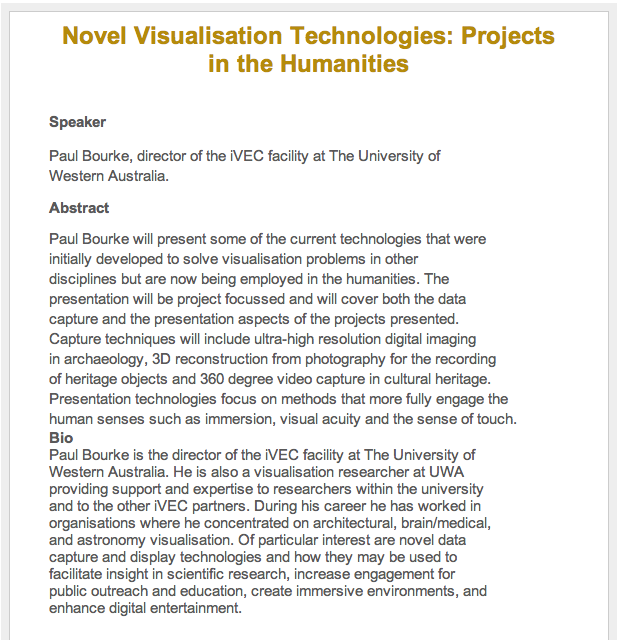 Novel Visualisation Technologies: Projects
in the Humanities
Speaker
Paul Bourke, director of the iVEC facility at The University of
Western Australia.
Abstract
Paul Bourke will present some of the current technologies that were
initially developed to solve visualisation problems in other
disciplines but are now being employed in the humanities. The
presentation will be project focussed and will cover both the data
capture and the presentation aspects of the projects presented.
Capture techniques will include ultra-high resolution digital imaging
in archaeology, 3D reconstruction from photography for the recording
of heritage objects and 360 degree video capture in cultural heritage.
Presentation technologies focus on methods that more fully engage the
human senses such as immersion, visual acuity and the sense of touch.
Bio
Paul Bourke is the director of the iVEC facility at The University of
Western Australia. He is also a visualisation researcher at UWA
providing support and expertise to researchers within the university
and to the other iVEC partners. During his career he has worked in
organisations where he concentrated on architectural, brain/medical,
and astronomy visualisation. Of particular interest are novel data
capture and display technologies and how they may be used to
facilitate insight in scientific research, increase engagement for
public outreach and education, create immersive environments, and
enhance digital entertainment.